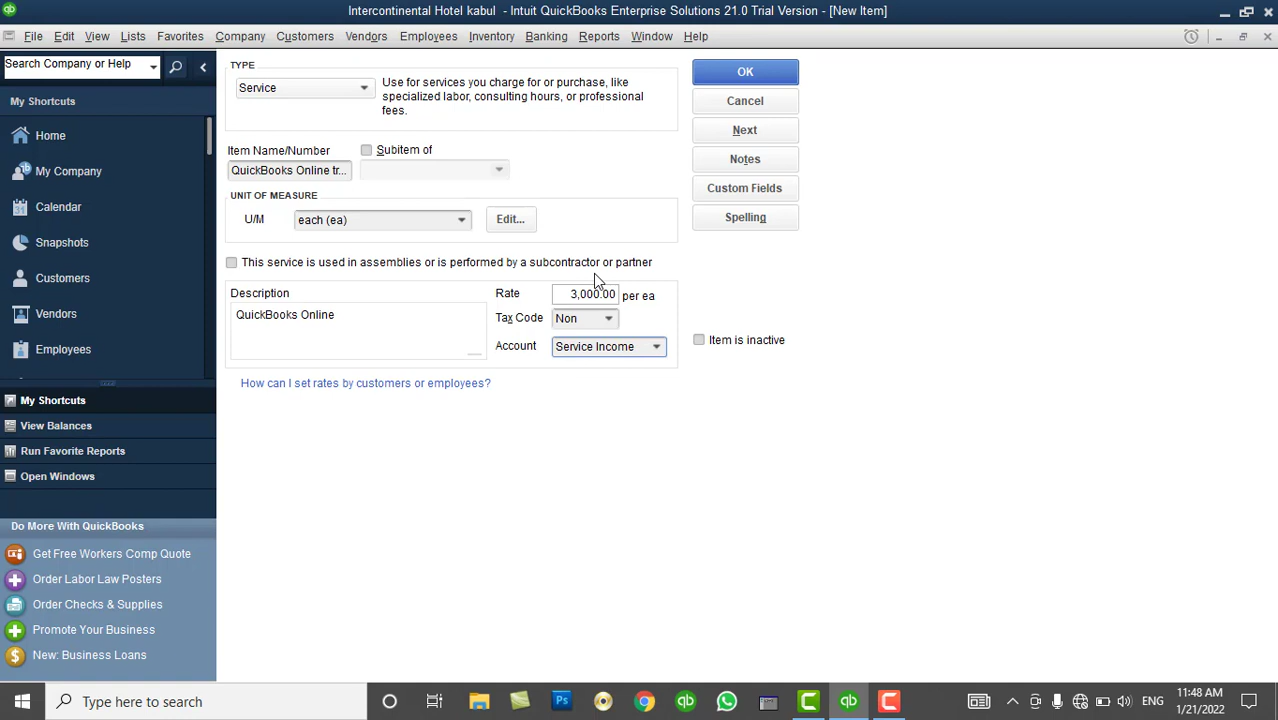 Intercontinental Hotel kabul - Intuit QuickBooks Enterprise Solutions 21.0 Trial Version - [New Item]
File Edit View Lists Favorites Company Customers Vendors Employees Inventory Banking Reports Window Help
Search Company or Help
My Shortcuts
Home
My Company
Calendar
Snapshots
Customers
Vendors
Employees
My Shortcuts
View Balances
Run Favorite Reports
Open Windows
Do More With QuickBooks
Get Free Workers Comp Quote
Order Labor Law Posters
Order Checks & Supplies
Promote Your Business
New: Business Loans
TYPE
Service
Use for services you charge for or purchase, like
specialized labor, consulting hours, or professional
fees.
Item Name/Number
Subitem of
QuickBooks Online tr...
UNIT OF MEASURE
U/M
each (ea)
Edit...
This service is used in assemblies or is performed by a subcontractor or partner
Description
QuickBooks Online
Rate
3,000.00
per ea
Tax Code
Non
Account
Service Income
How can I set rates by customers or employees?
OK
Cancel
Next
Notes
Custom Fields
Spelling
Item is inactive
Type here to search
Ps
ENG
11:48 AM
1/21/2022